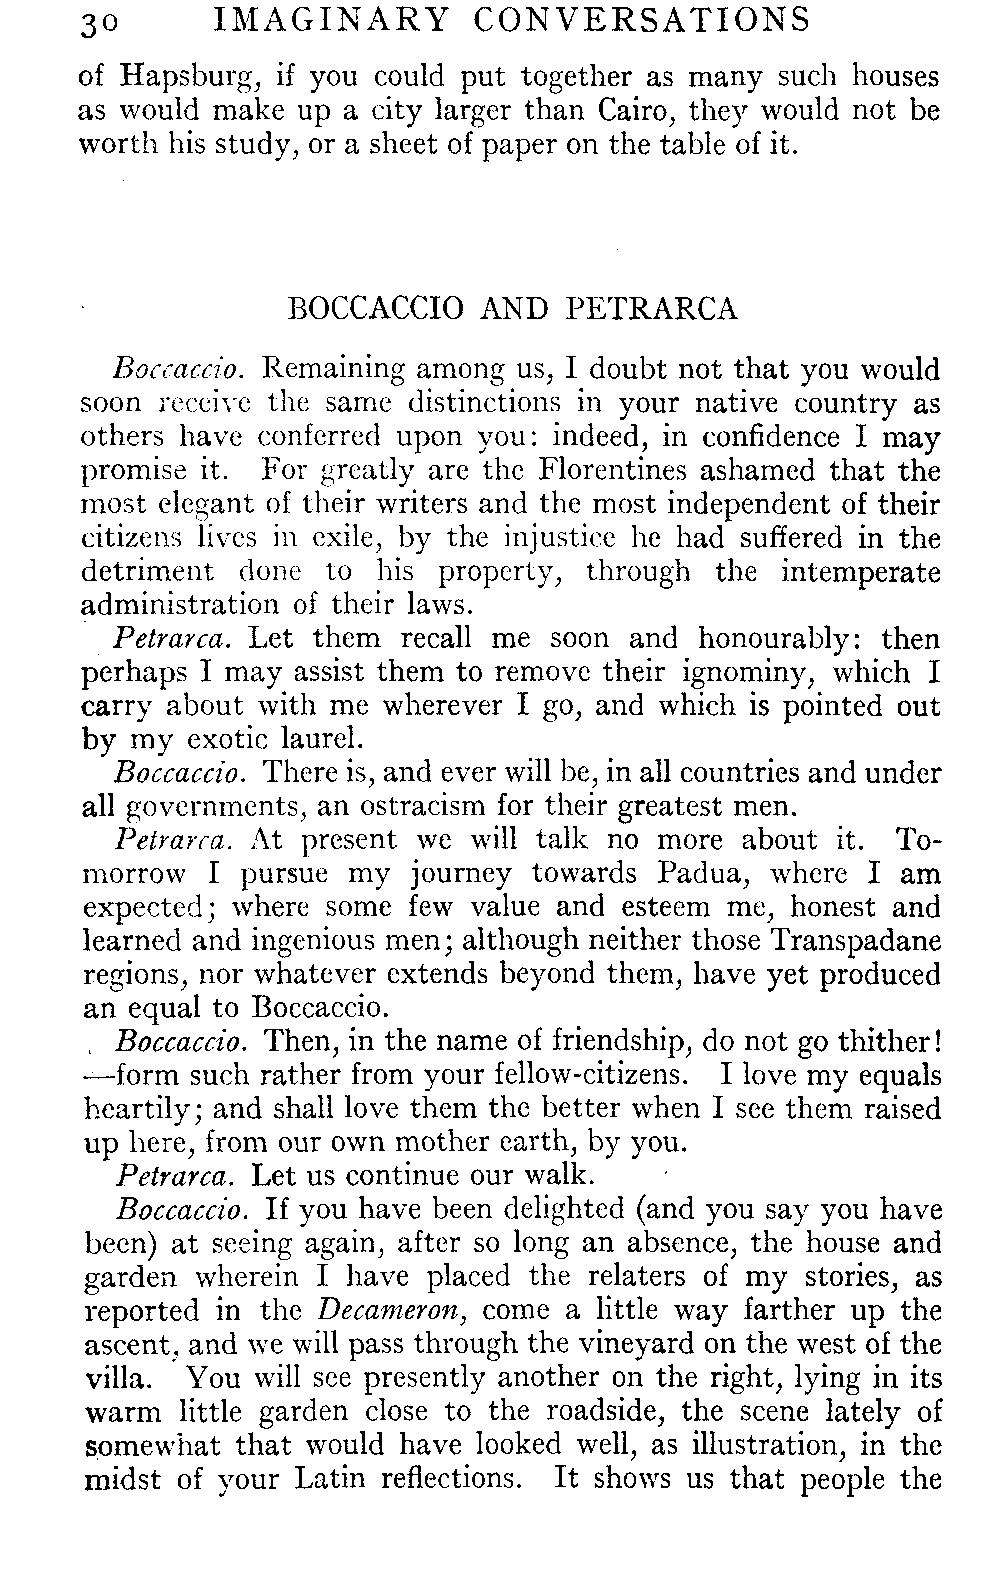 30 IMAGINARY CONVERSATIONS
of Hapsburg, if you could put together as many such houses
as would make up a city larger than Cairo, they would not be
worth his study, or a sheet of paper on the table of it.
BOCCACCIO AND PETRARCA
Boccaccio. Remaining among us, I doubt not that you would
soon receive the same distinctions in your native country as
others have conferred upon you: indeed, in confidence I may
promise it. For greatly are the Florentines ashamed that the
most elegant of their writers and the most independent of their
citizens lives in exile, by the injustice he had suffered in the
detriment done to his property, through the intemperate
administration of their laws.
Petrarca. Let them recall me soon and honourably: then
perhaps I may assist them to remove their ignominy, which I
carry about with me wherever I go, and which is pointed out
by my exotic laurel.
Boccaccio. There is, and ever will be, in all countries and under
all governments, an ostracism for their greatest men.
Petrarca. At present we will talk no more about it. To-
morrow I pursue my journey towards Padua, where I am
expected; where some few value and esteem me, honest and
learned and ingenious men; although neither those Transpadane
regions, nor whatever extends beyond them, have yet produced
an equal to Boccaccio.
Boccaccio. Then, in the name of friendship, do not go thither!
—form such rather from your fellow-citizens. I love my equals
heartily; and shall love them the better when I see them raised
up here, from our own mother earth, by you.
Petrarca. Let us continue our walk.
Boccaccio. If you have been delighted (and you say you have
been) at seeing again, after so long an absence, the house and
garden wherein I have placed the relaters of my stories, as
reported in the Decameron, come a little way farther up the
ascent, and we will pass through the vineyard on the west of the
villa. You will see presently another on the right, lying in its
warm little garden close to the roadside, the scene lately of
somewhat that would have looked well, as illustration, in the
midst of your Latin reflections. It shows us that people the